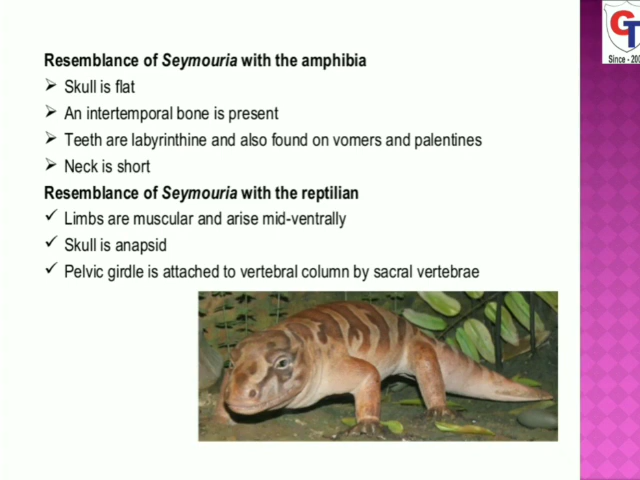 Resemblance of Seymouria with the amphibia
Skull is flat
An intertemporal bone is present
Teeth are labyrinthine and also found on vomers and palentines
Neck is short
Resemblance of Seymouria with the reptilian
Limbs are muscular and arise mid-ventrally
Skull is anapsid
Pelvic girdle is attached to vertebral column by sacral vertebrae
GT
Since - 200